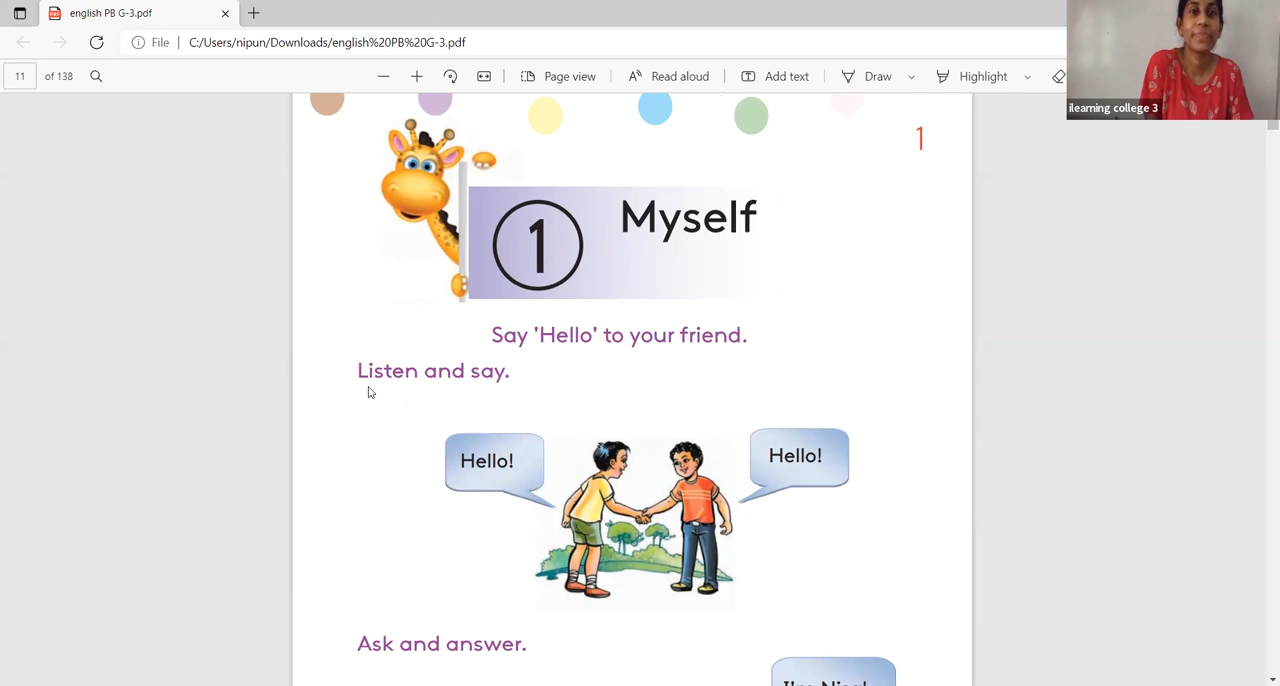 english PB G-3.pdf
File
C:/Users/nipun/Downloads/english%20PB%20G-3.pdf
11 of 138
Page view
Read aloud
Add text
Draw
Highlight
ilearning college 3
1
1
Myself
Say 'Hello' to your friend.
Listen and say.
Hello!
Hello!
Ask and answer.